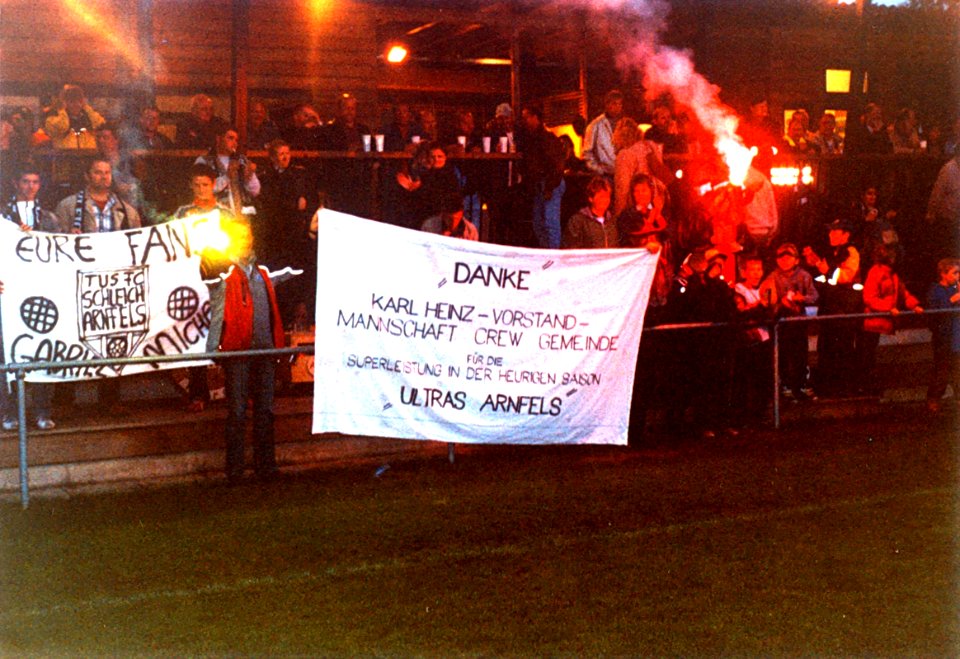 EURE FAN
TUS TG
SCHLEICH
ARNFELS
DANKE
KARL HEINZ - VORSTAND -
MANNSCHAFT CREW GEMEINDE
FÜR DIE
SUPERLEISTUNG IN DER HEURIGEN SAISON
ULTRAS ARNFELS